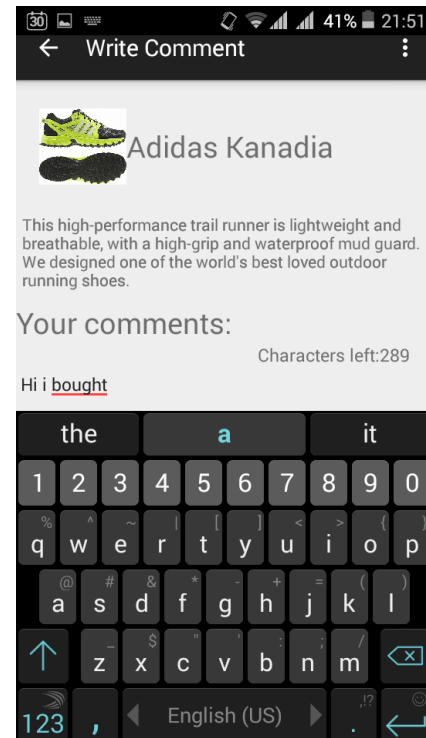 30 41% 21:51
Write Comment
Adidas Kanadia
This high-performance trail runner is lightweight and
breathable, with a high-grip and waterproof mud guard.
We designed one of the world's best loved outdoor
running shoes.
Your comments:
Characters left:289
Hi i bought
the a it
1 2 3 4 5 6 7 8 9 0
% ^ ~ | [ ] < > { }
q w e r t y u i o p
@ # & * - + = ( )
a s d f g h j k l
_ $ " ' : ; /
z x c v b n m
,!?
123 , English (US) .